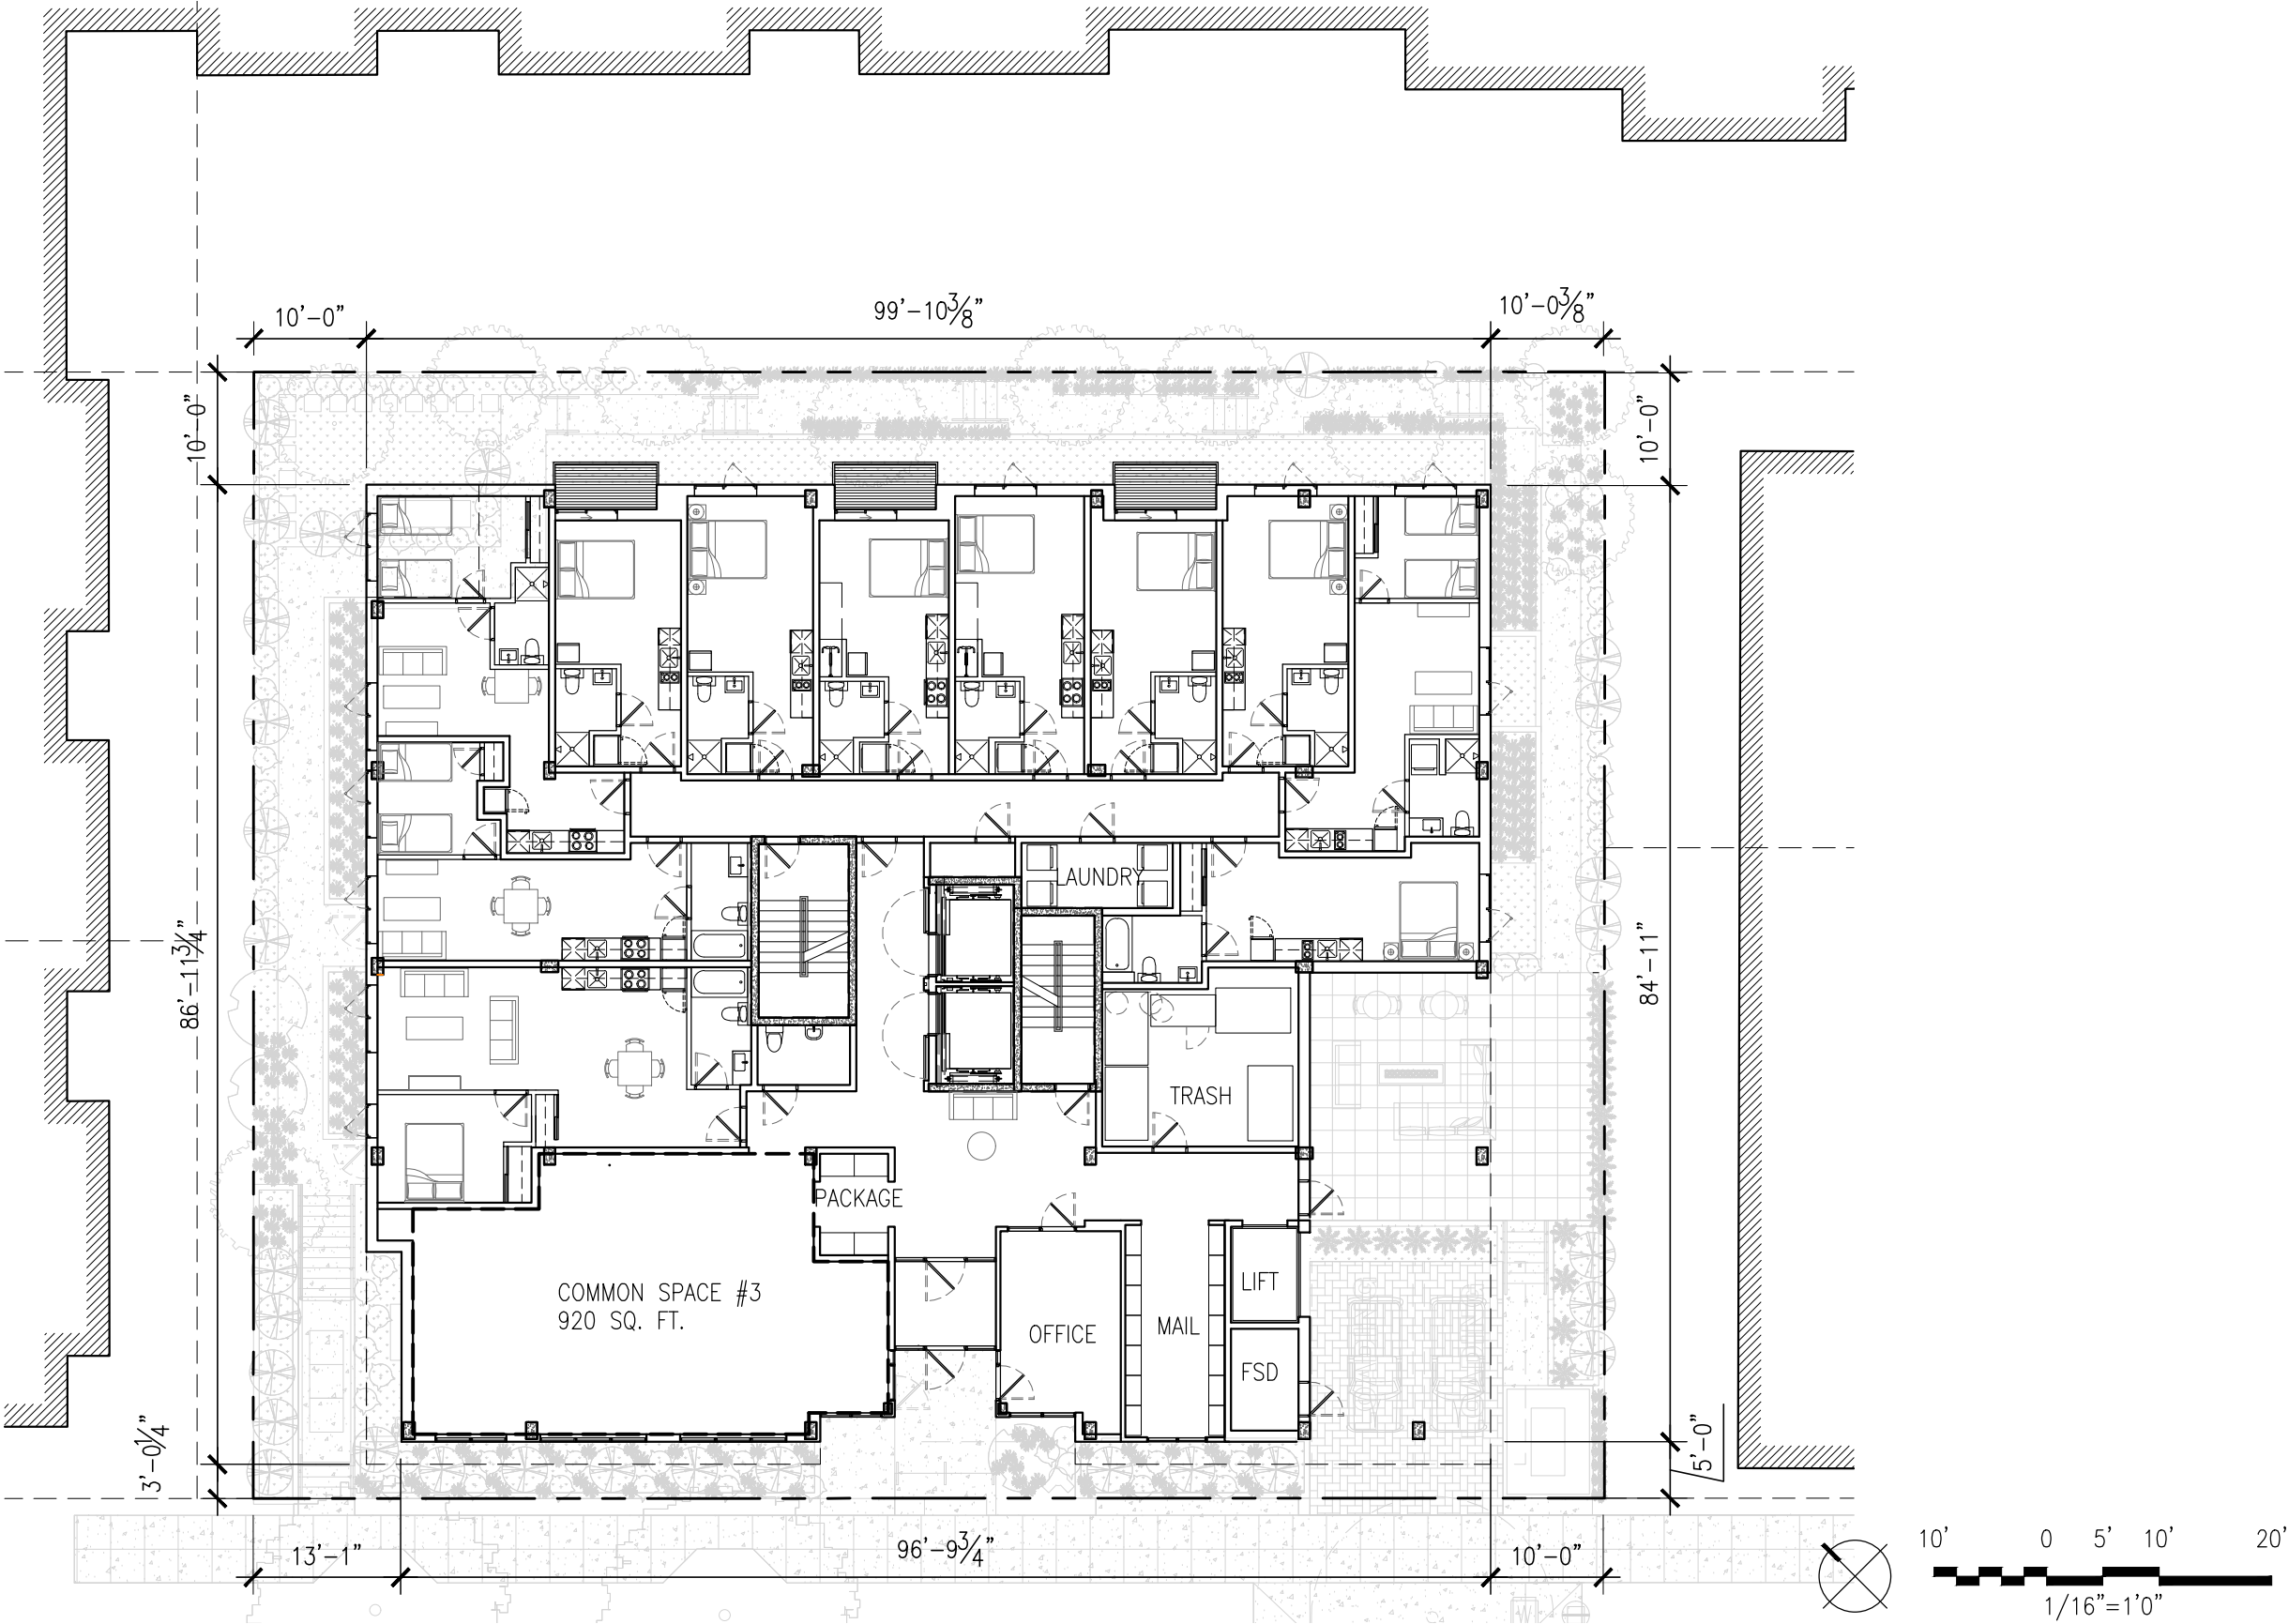 10'-0"
99'-10 3/8"
10'-0 3/8"
10'-0"
10'-0"
LAUNDRY
86'-11 3/4"
84'-11"
TRASH
PACKAGE
COMMON SPACE #3
920 SQ. FT.
OFFICE
MAIL
LIFT
FSD
3'-0 1/4"
5'-0"
13'-1"
96'-9 3/4"
10'-0"
10' 0 5' 10' 20'
1/16"=1'0"